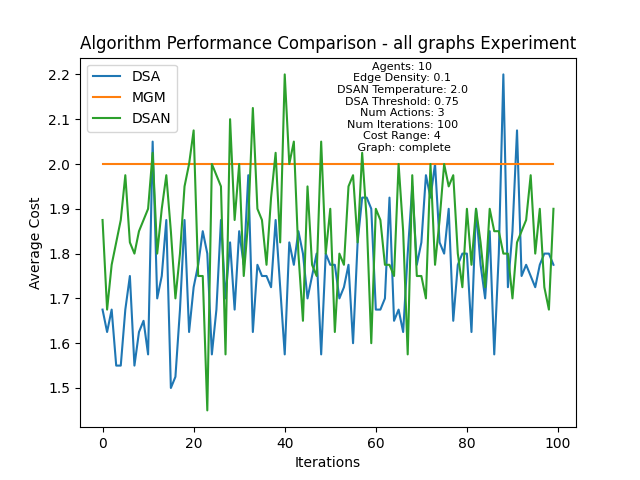 Algorithm Performance Comparison - all graphs Experiment
DSA
MGM
DSAN
Agents: 10
Edge Density: 0.1
DSAN Temperature: 2.0
DSA Threshold: 0.75
Num Actions: 3
Num Iterations: 100
Cost Range: 4
Graph: complete
Average Cost
2.2
2.1
2.0
1.9
1.8
1.7
1.6
1.5
0
20
40
60
80
100
Iterations